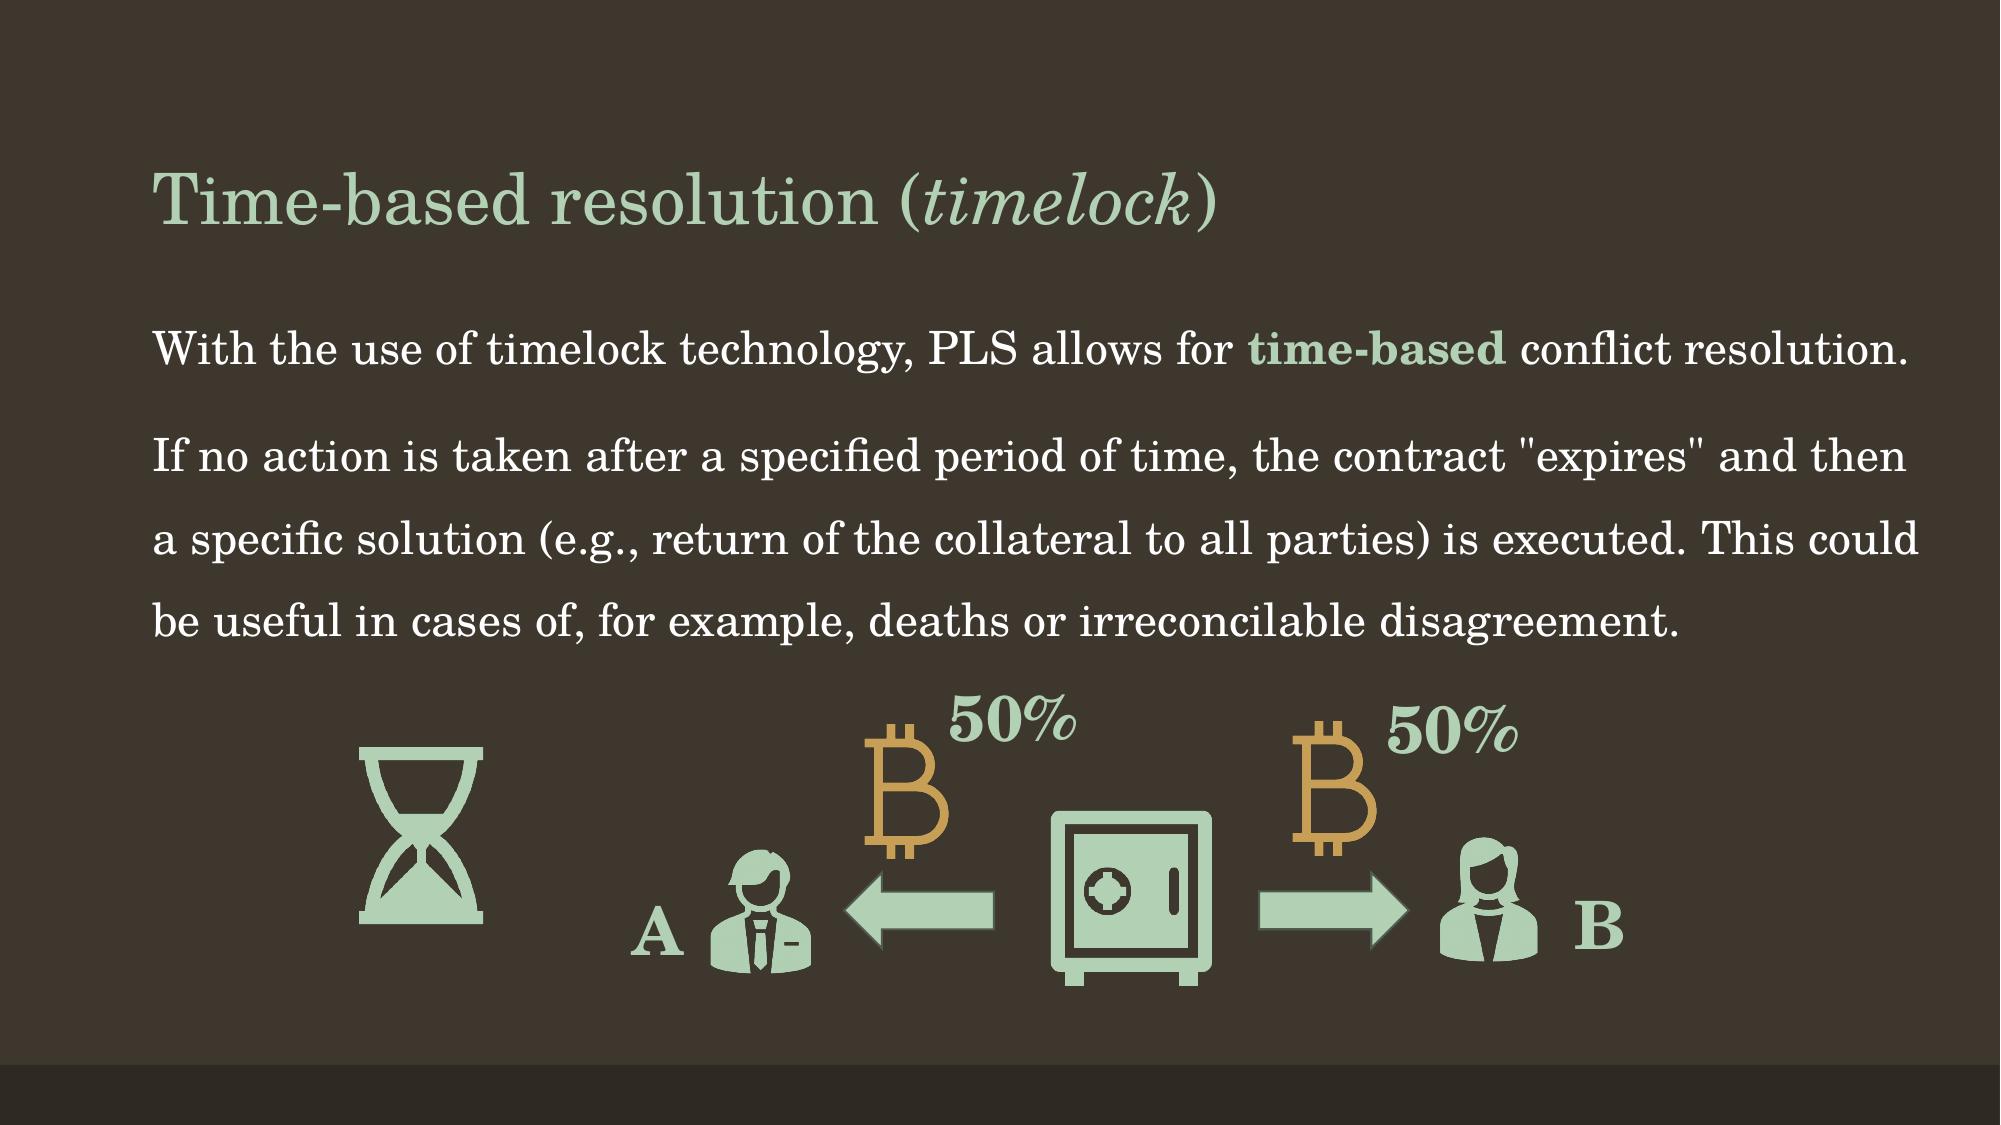 Time-based resolution (timelock)
With the use of timelock technology, PLS allows for time-based conflict resolution.
If no action is taken after a specified period of time, the contract "expires" and then
a specific solution (e.g., return of the collateral to all parties) is executed. This could
be useful in cases of, for example, deaths or irreconcilable disagreement.
50% 50%
A B